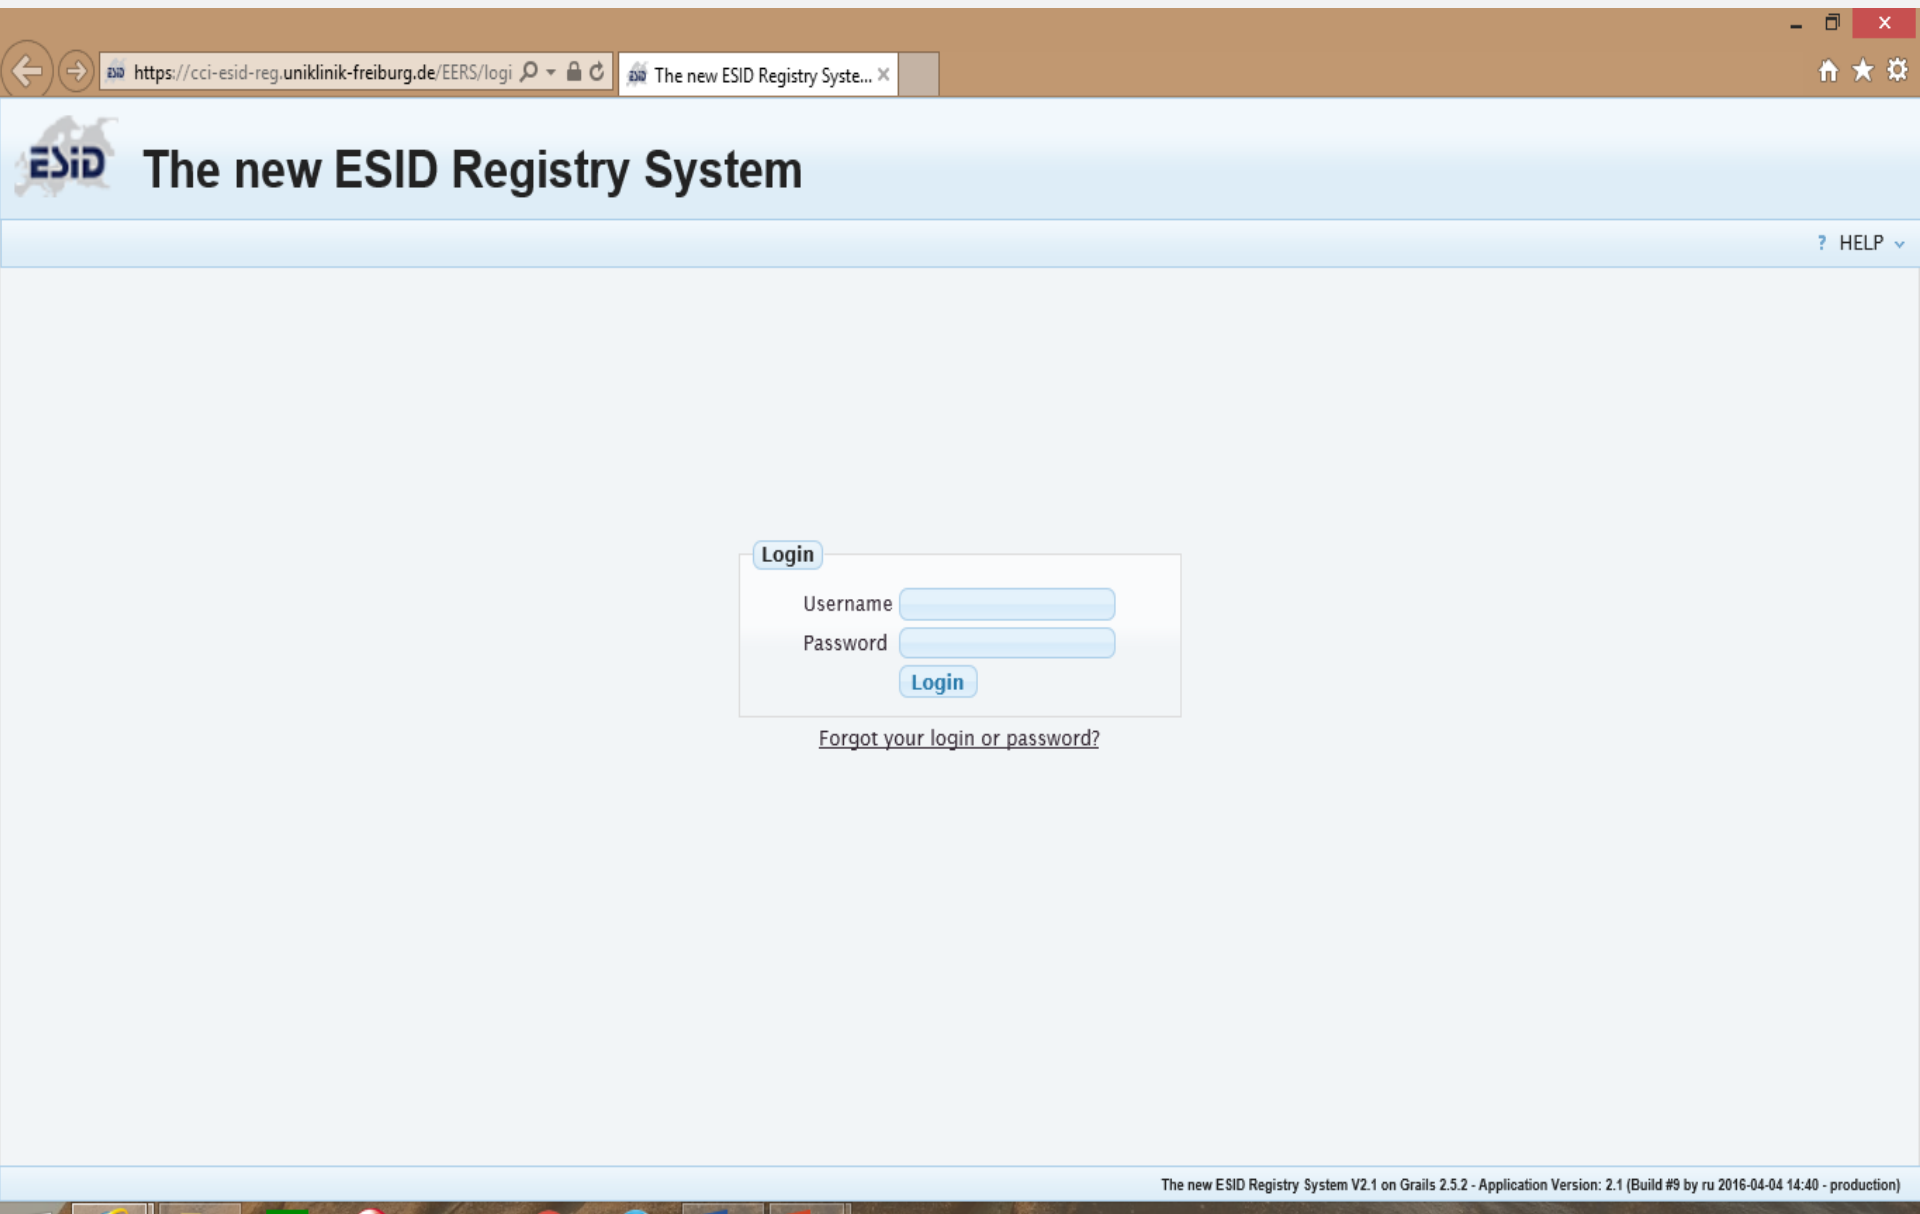 https://cci-esid-reg.uniklinik-freiburg.de/EERS/logi
The new ESID Registry Syste...
ESiD
The new ESID Registry System
? HELP
Login
Username
Password
Login
Forgot your login or password?
The new ESID Registry System V2.1 on Grails 2.5.2 - Application Version: 2.1 (Build #9 by ru 2016-04-04 14:40 - production)